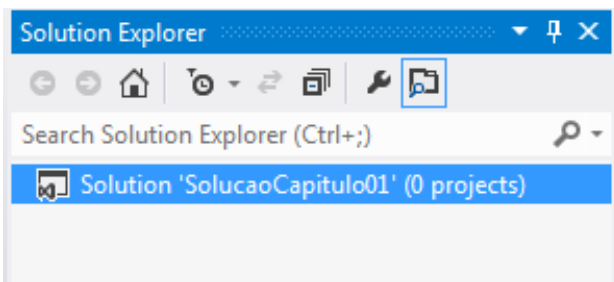 Solution Explorer
Search Solution Explorer (Ctrl+;)
Solution 'SolucaoCapitulo01' (0 projects)